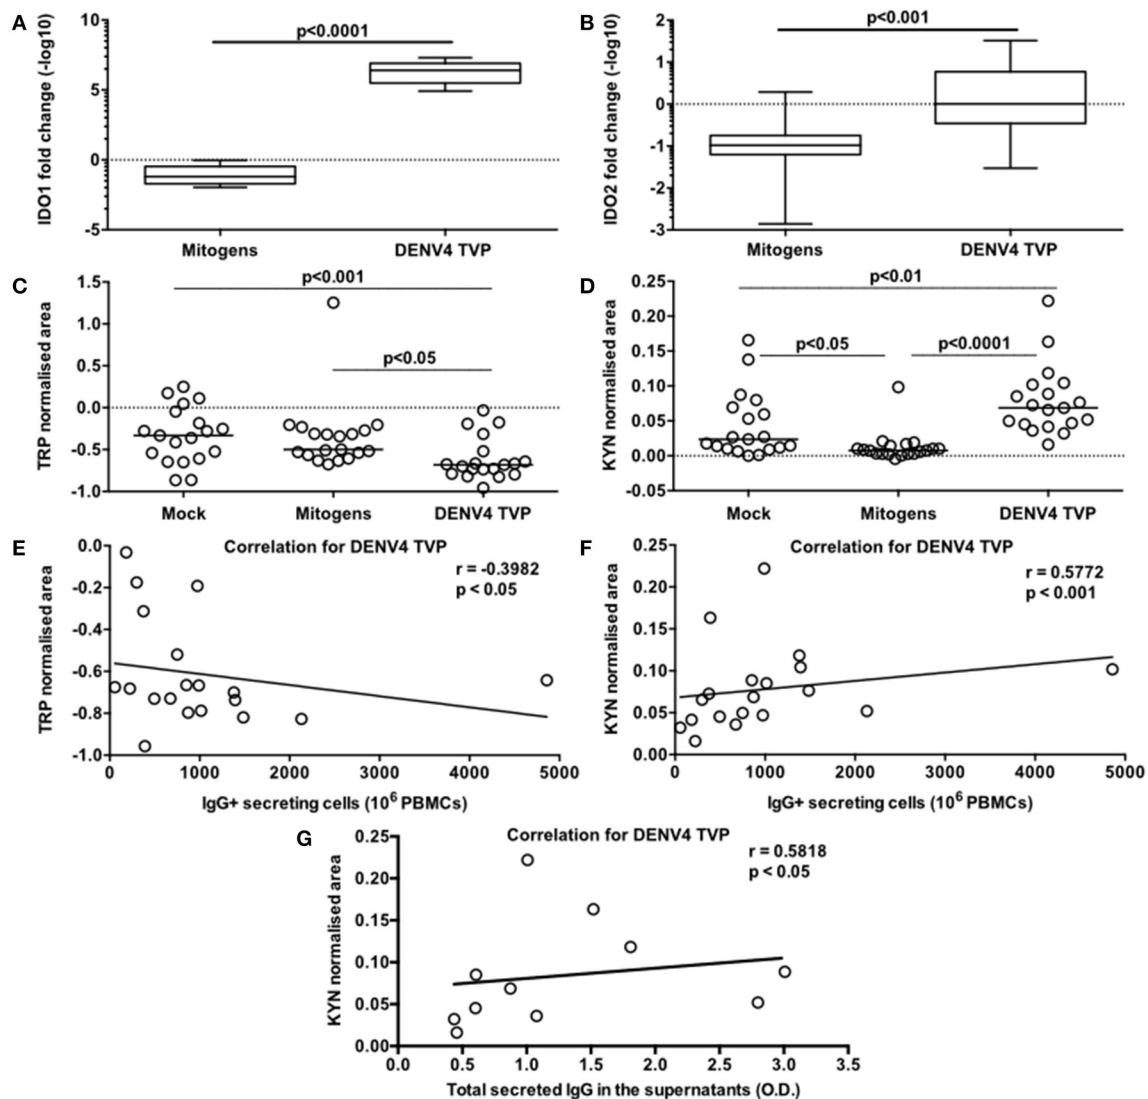 A
IDO1 fold change (-log10)
10
5
0
-5
p<0.0001
Mitogens
DENV4 TVP
B
IDO2 fold change (-log10)
2
1
0
-1
-2
-3
p<0.001
Mitogens
DENV4 TVP
C
TRP normalised area
1.5
1.0
0.5
0.0
-0.5
-1.0
p<0.001
p<0.05
Mock
Mitogens
DENV4 TVP
D
KYN normalised area
0.25
0.20
0.15
0.10
0.05
0.00
-0.05
p<0.01
p<0.05
p<0.0001
Mock
Mitogens
DENV4 TVP
E
Correlation for DENV4 TVP
r = -0.3982
p < 0.05
TRP normalised area
0.0
-0.2
-0.4
-0.6
-0.8
-1.0
0 1000 2000 3000 4000 5000
IgG+ secreting cells (10^6 PBMCs)
F
Correlation for DENV4 TVP
r = 0.5772
p < 0.001
KYN normalised area
0.25
0.20
0.15
0.10
0.05
0.00
0 1000 2000 3000 4000 5000
IgG+ secreting cells (10^6 PBMCs)
G
Correlation for DENV4 TVP
r = 0.5818
p < 0.05
KYN normalised area
0.25
0.20
0.15
0.10
0.05
0.00
0.0 0.5 1.0 1.5 2.0 2.5 3.0 3.5
Total secreted IgG in the supernatants (O.D.)